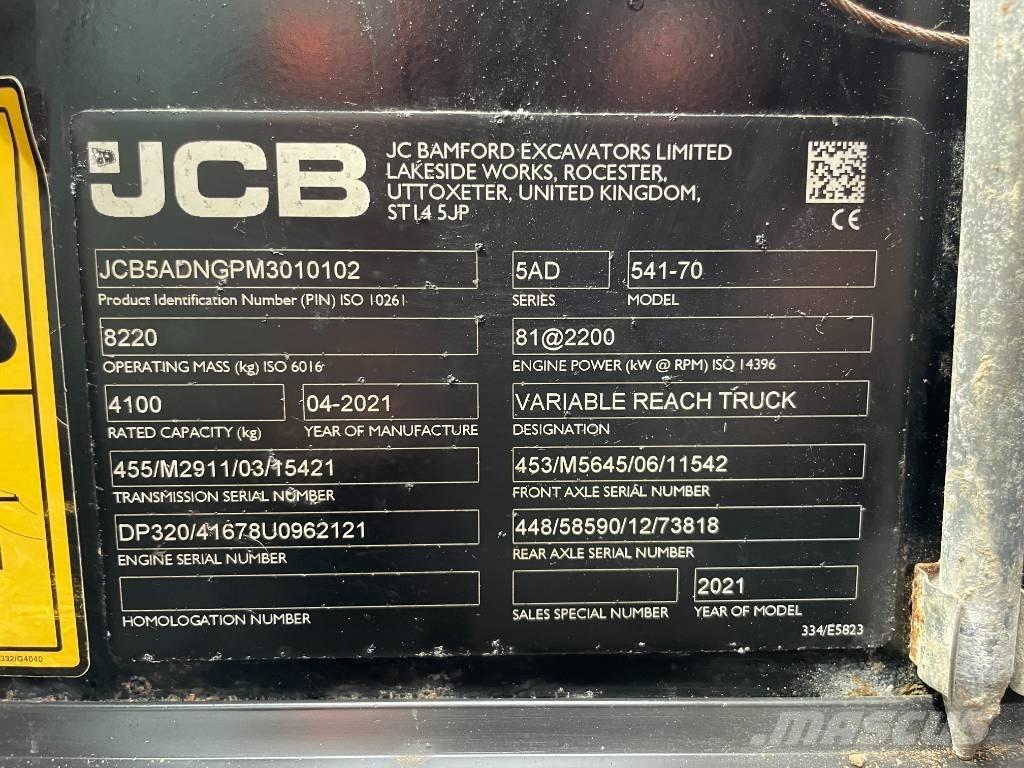 JCB
JC BAMFORD EXCAVATORS LIMITED
LAKESIDE WORKS, ROCESTER,
UTTOXETER, UNITED KINGDOM,
ST14 5JP
CE
JCB5ADNGPM3010102
Product Identification Number (PIN) ISO 10261
5AD
SERIES
541-70
MODEL
8220
OPERATING MASS (kg) ISO 6016
81@2200
ENGINE POWER (kW @ RPM) ISO 14396
4100
RATED CAPACITY (kg)
04-2021
YEAR OF MANUFACTURE
VARIABLE REACH TRUCK
DESIGNATION
455/M2911/03/15421
TRANSMISSION SERIAL NUMBER
453/M5645/06/11542
FRONT AXLE SERIAL NUMBER
DP320/41678U0962121
ENGINE SERIAL NUMBER
448/58590/12/73818
REAR AXLE SERIAL NUMBER
HOMOLOGATION NUMBER
SALES SPECIAL NUMBER
2021
YEAR OF MODEL
334/E5823
332/G4040
MASCUS